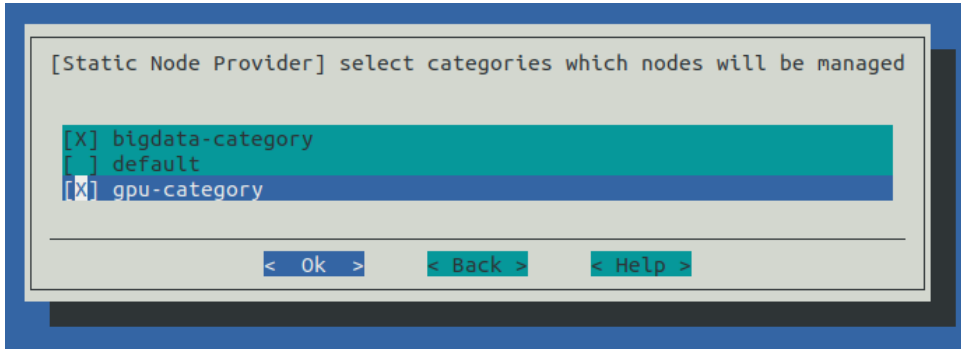 [Static Node Provider] select categories which nodes will be managed
[X] bigdata-category
[ ] default
[X] gpu-category
< Ok > < Back > < Help >